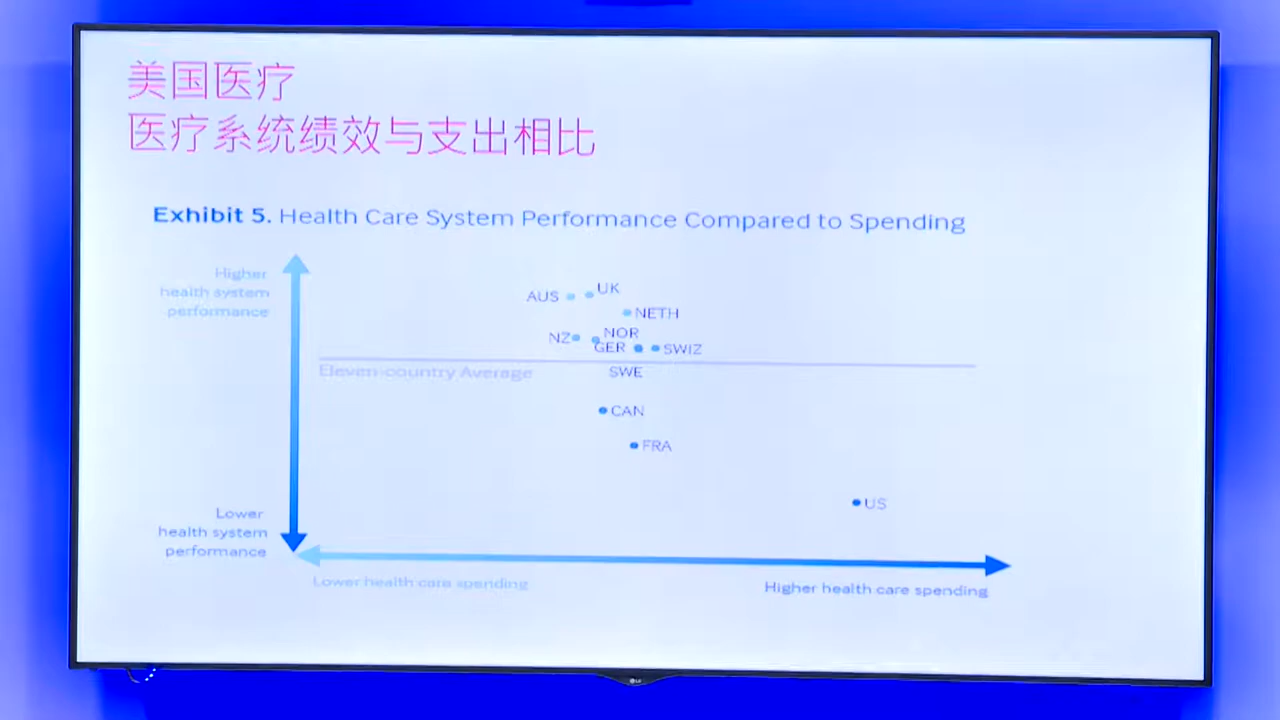 美国医疗
医疗系统绩效与支出相比
Exhibit 5. Health Care System Performance Compared to Spending
Higher
health system
performance
UK
AUS
NETH
NOR
NZ
GER
SWIZ
Eleven-country Average
SWE
CAN
FRA
US
Lower
health system
performance
Lower health care spending
Higher health care spending
LG